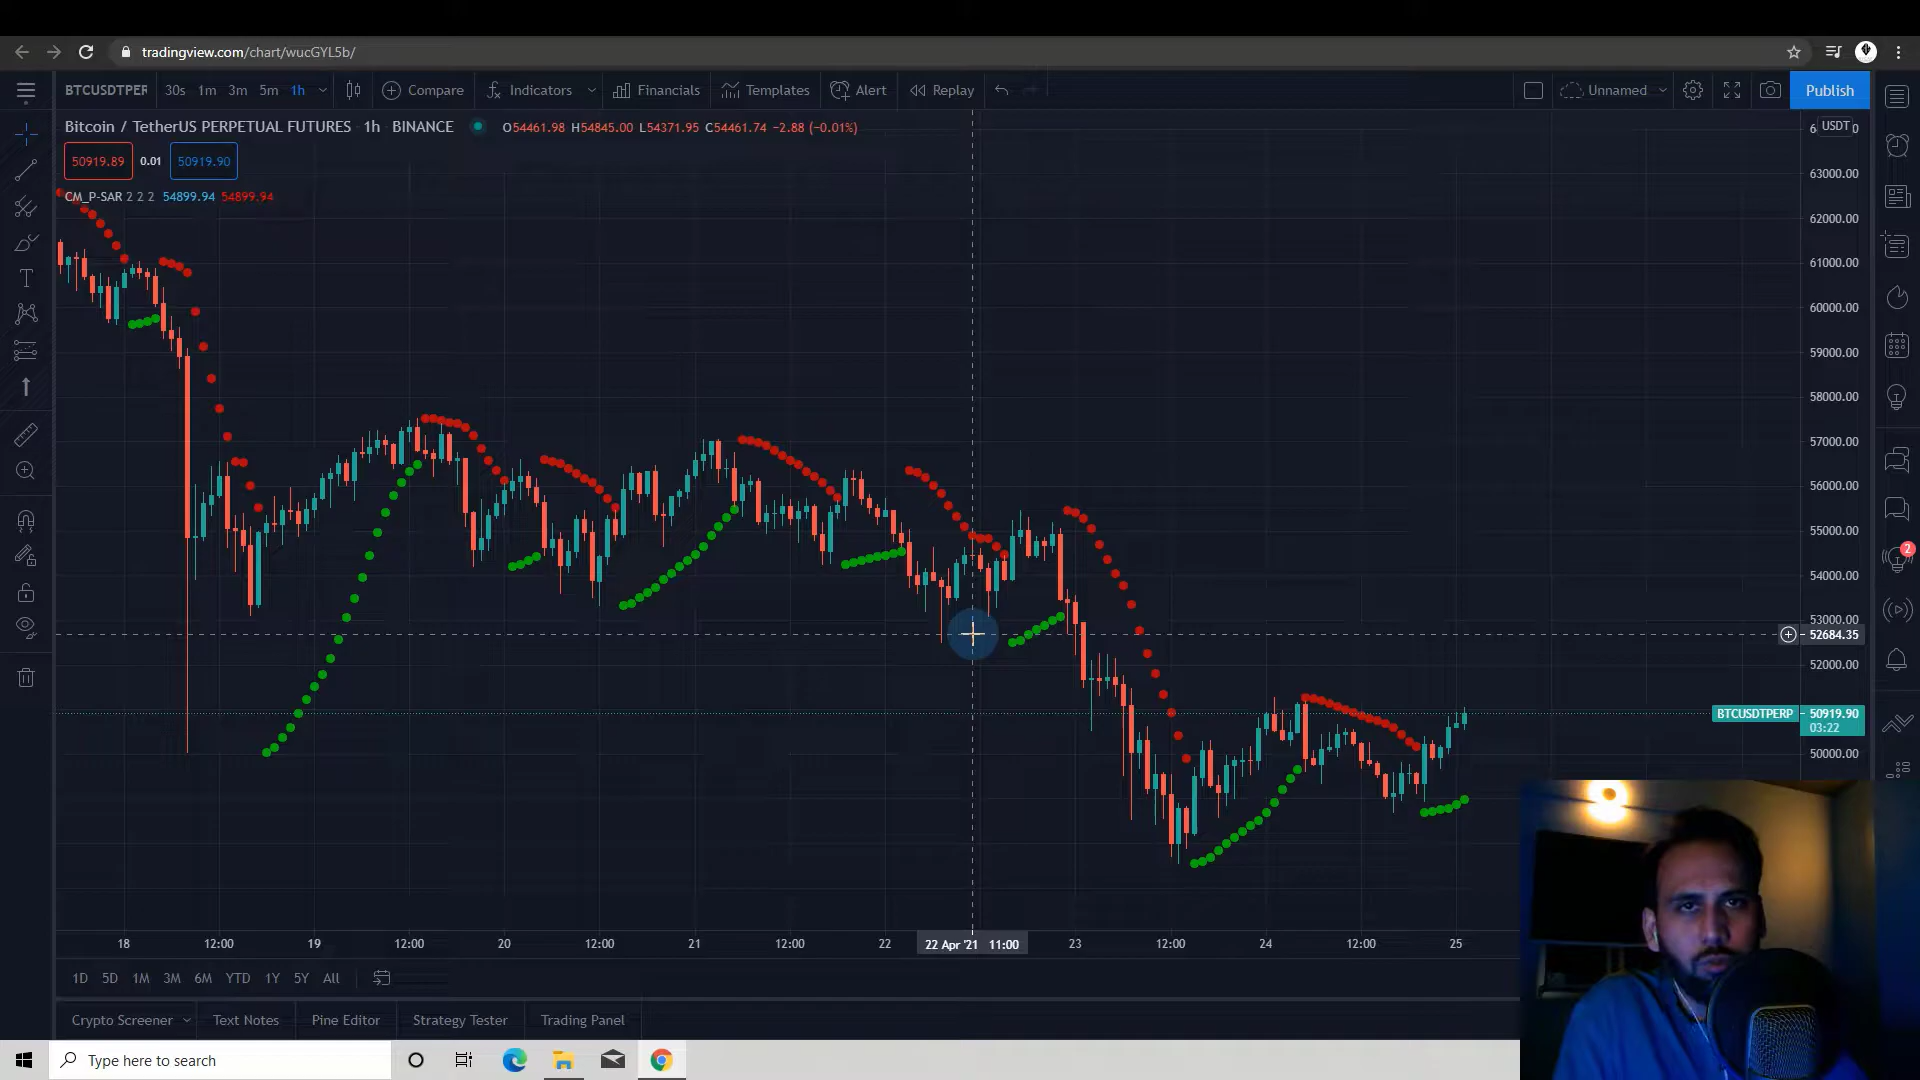 tradingview.com/chart/wucGYL5b/
BTCUSDTPER 30s 1m 3m 5m 1h Compare Indicators Financials Templates Alert Replay Unnamed Publish
Bitcoin / TetherUS PERPETUAL FUTURES 1h BINANCE O54461.98 H54845.00 L54371.95 C54461.74 −2.88 (−0.01%)
USDT
50919.89 0.01 50919.90
CM_P-SAR 2 2 2 54899.94 54899.94
63000.00
62000.00
61000.00
60000.00
59000.00
58000.00
57000.00
56000.00
55000.00
2
54000.00
53000.00
52684.35
52000.00
BTCUSDTPERP 50919.90
03:22
50000.00
18 12:00 19 12:00 20 12:00 21 12:00 22 22 Apr '21 11:00 23 12:00 24 12:00 25
1D 5D 1M 3M 6M YTD 1Y 5Y All
Crypto Screener Text Notes Pine Editor Strategy Tester Trading Panel
Type here to search